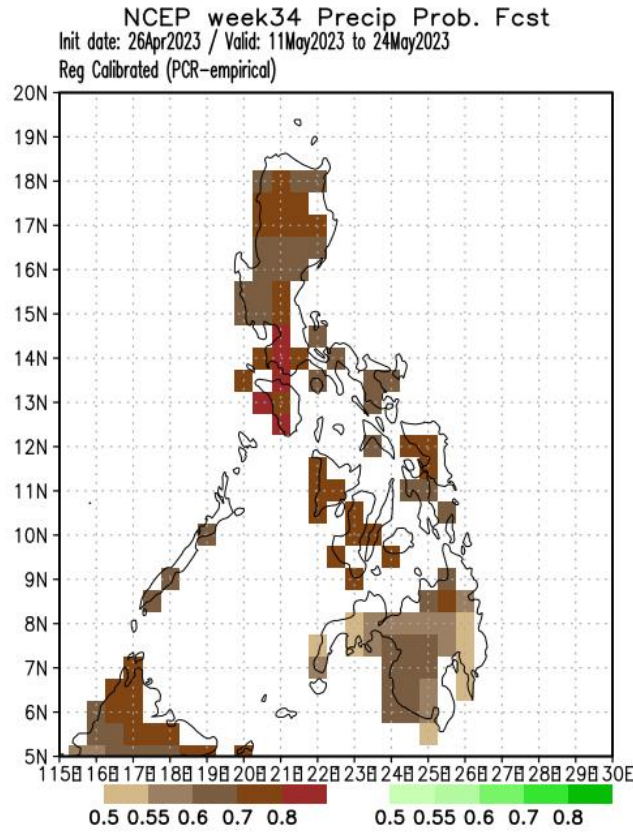 NCEP week34 Precip Prob. Fcst
Init date: 26Apr2023 / Valid: 11May2023 to 24May2023
Reg Calibrated (PCR-empirical)
20N
19N
18N
17N
16N
15N
14N
13N
12N
11N
10N
9N
8N
7N
6N
5N
115E 116E 117E 118E 119E 120E 121E 122E 123E 124E 125E 126E 127E 128E 129E 130E
0.5 0.55 0.6 0.7 0.8 0.5 0.55 0.6 0.7 0.8